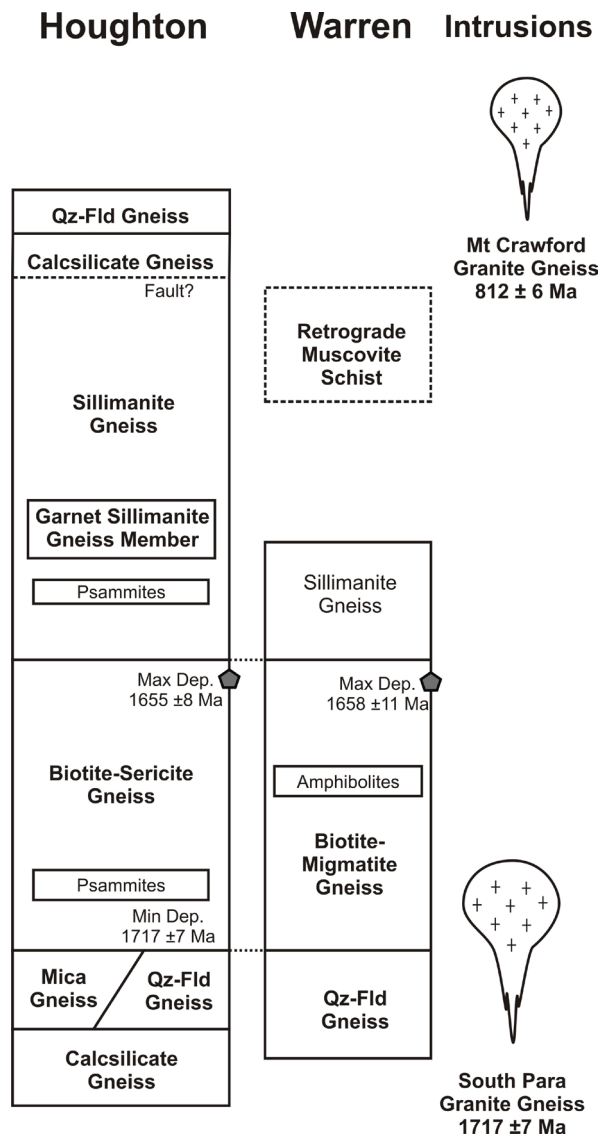 Houghton
Warren
Intrusions
Qz-Fld Gneiss
Calcsilicate Gneiss
Fault?
Sillimanite
Gneiss
Garnet Sillimanite
Gneiss Member
Psammites
Max Dep.
1655 ±8 Ma
Biotite-Sericite
Gneiss
Psammites
Min Dep.
1717 ±7 Ma
Mica
Gneiss
Qz-Fld
Gneiss
Calcsilicate
Gneiss
Retrograde
Muscovite
Schist
Sillimanite
Gneiss
Max Dep.
1658 ±11 Ma
Amphibolites
Biotite-
Migmatite
Gneiss
Qz-Fld
Gneiss
Mt Crawford
Granite Gneiss
812 ± 6 Ma
South Para
Granite Gneiss
1717 ±7 Ma